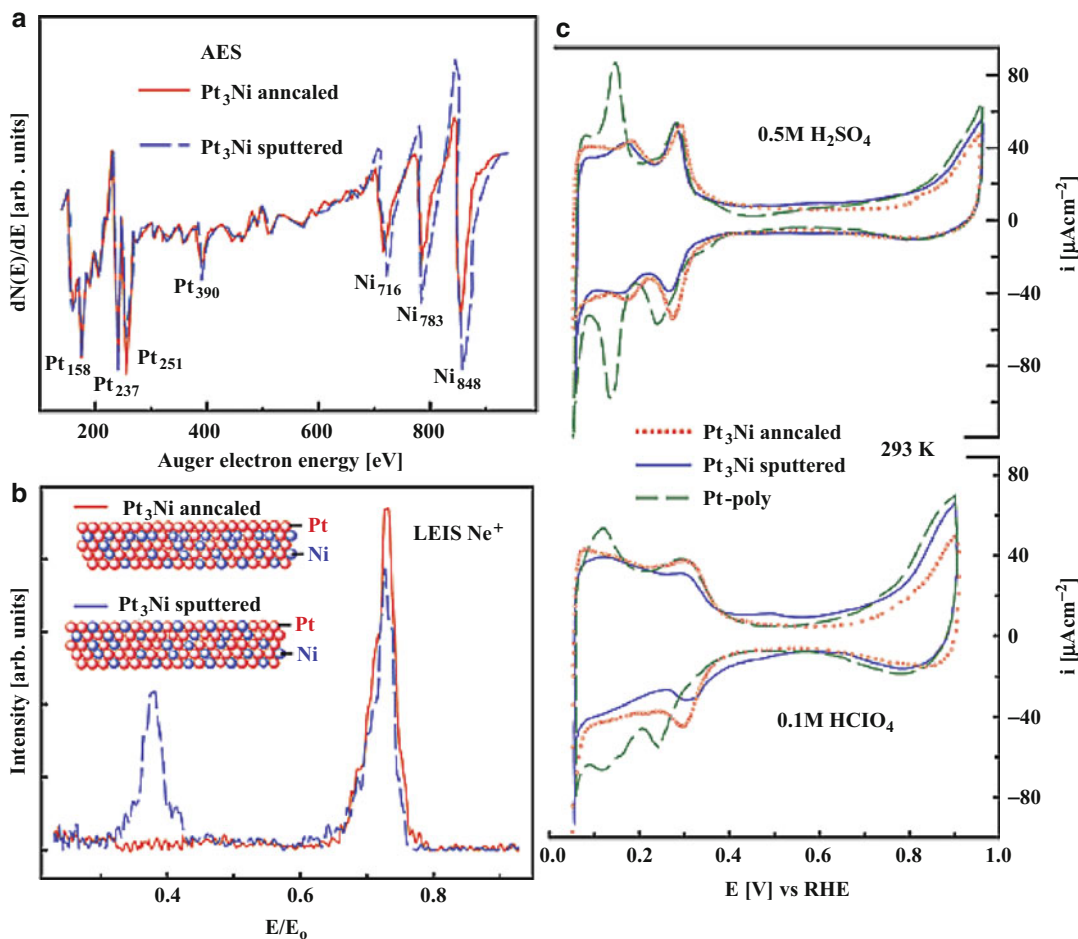 a
AES
Pt3Ni anncaled
Pt3Ni sputtered
dN(E)/dE [arb . units]
Pt158
Pt237
Pt251
Pt390
Ni716
Ni783
Ni848
200
400
600
800
Auger electron energy [eV]
b
Pt3Ni anncaled
Pt
Ni
Pt3Ni sputtered
Pt
Ni
LEIS Ne+
Intensity [arb. units]
0.4
0.6
0.8
E/Eo
c
0.5M H2SO4
80
40
0
−40
−80
i [µAcm−2]
Pt3Ni anncaled
Pt3Ni sputtered
Pt-poly
293 K
80
40
0
−40
−80
i [µAcm−2]
0.1M HClO4
0.0
0.2
0.4
0.6
0.8
1.0
E [V] vs RHE